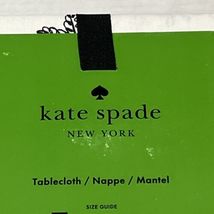 kate spade
NEW YORK
Tablecloth / Nappe / Mantel
SIZE GUIDE